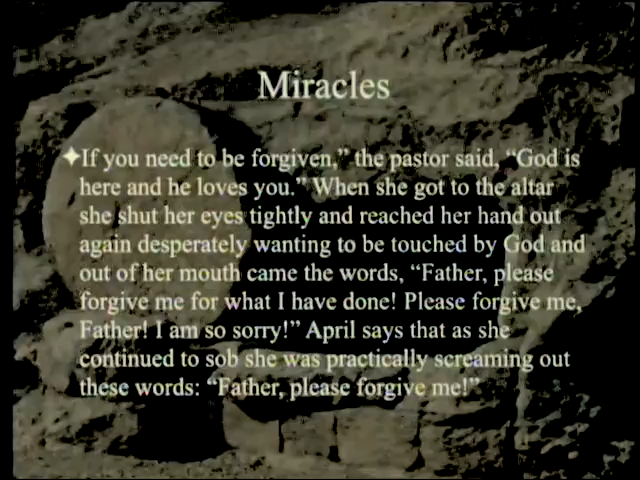 Miracles
✦If you need to be forgiven,” the pastor said, “God is
here and he loves you.” When she got to the altar
she shut her eyes tightly and reached her hand out
again desperately wanting to be touched by God and
out of her mouth came the words, “Father, please
forgive me for what I have done! Please forgive me,
Father! I am so sorry!” April says that as she
continued to sob she was practically screaming out
these words: “Father, please forgive me!”